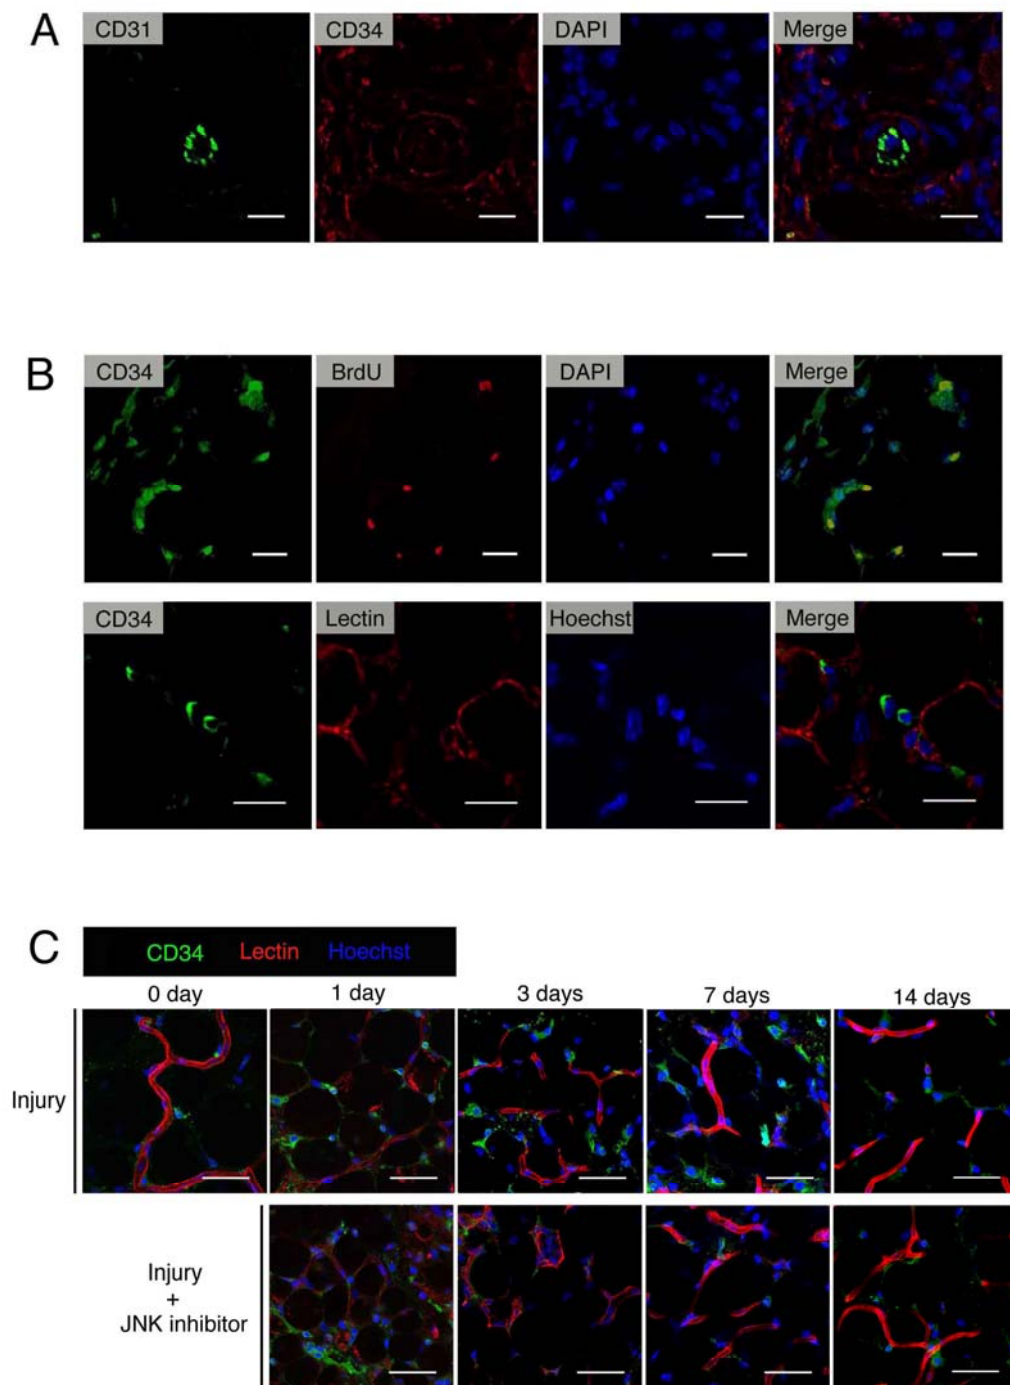 A
CD31 CD34 DAPI Merge
B
CD34 BrdU DAPI Merge
CD34 Lectin Hoechst Merge
C
CD34 Lectin Hoechst
0 day 1 day 3 days 7 days 14 days
Injury
Injury
+
JNK inhibitor